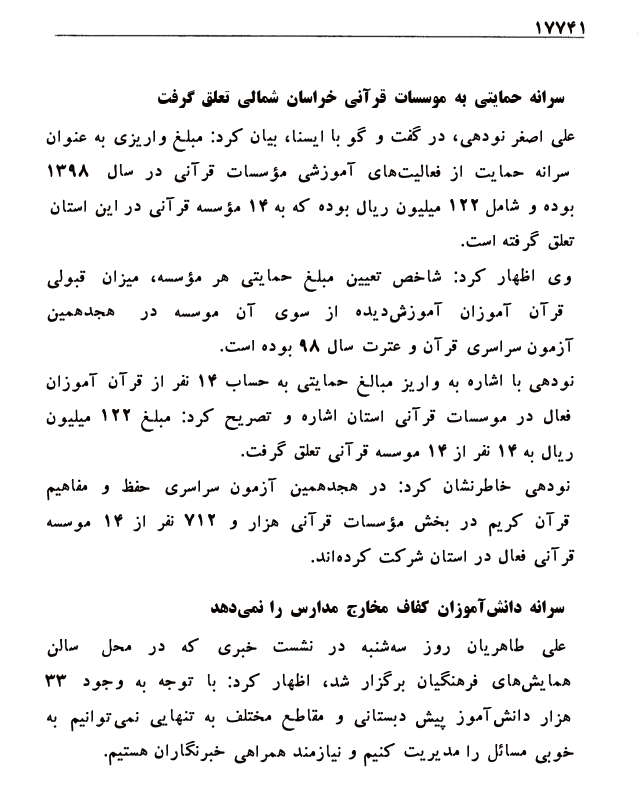 ۱۷۷۴۱
سرانه حمایتی به موسسات قرآنی خراسان شمالی تعلق گرفت
علی اصغر نودهی، در گفت و گو با ایسنا، بیان کرد: مبلغ واریزی به عنوان
سرانه حمایت از فعالیت‌های آموزشی مؤسسات قرآنی در سال ۱۳۹۸
بوده و شامل ۱۲۲ میلیون ریال بوده که به ۱۴ مؤسسه قرآنی در این استان
تعلق گرفته است.
وی اظهار کرد: شاخص تعیین مبلغ حمایتی هر مؤسسه، میزان قبولی
قرآن آموزان آموزش‌دیده از سوی آن موسسه در هجدهمین
آزمون سراسری قرآن و عترت سال ۹۸ بوده است.
نودهی با اشاره به واریز مبالغ حمایتی به حساب ۱۴ نفر از قرآن آموزان
فعال در موسسات قرآنی استان اشاره و تصریح کرد: مبلغ ۱۲۲ میلیون
ریال به ۱۴ نفر از ۱۴ موسسه قرآنی تعلق گرفت.
نودهی خاطرنشان کرد: در هجدهمین آزمون سراسری حفظ و مفاهیم
قرآن کریم در بخش مؤسسات قرآنی هزار و ۷۱۲ نفر از ۱۴ موسسه
قرآنی فعال در استان شرکت کرده‌اند.
سرانه دانش‌آموزان کفاف مخارج مدارس را نمی‌دهد
علی طاهریان روز سه‌شنبه در نشست خبری که در محل سالن
همایش‌های فرهنگیان برگزار شد، اظهار کرد: با توجه به وجود ۳۳
هزار دانش‌آموز پیش دبستانی و مقاطع مختلف به تنهایی نمی‌توانیم به
خوبی مسائل را مدیریت کنیم و نیازمند همراهی خبرنگاران هستیم.